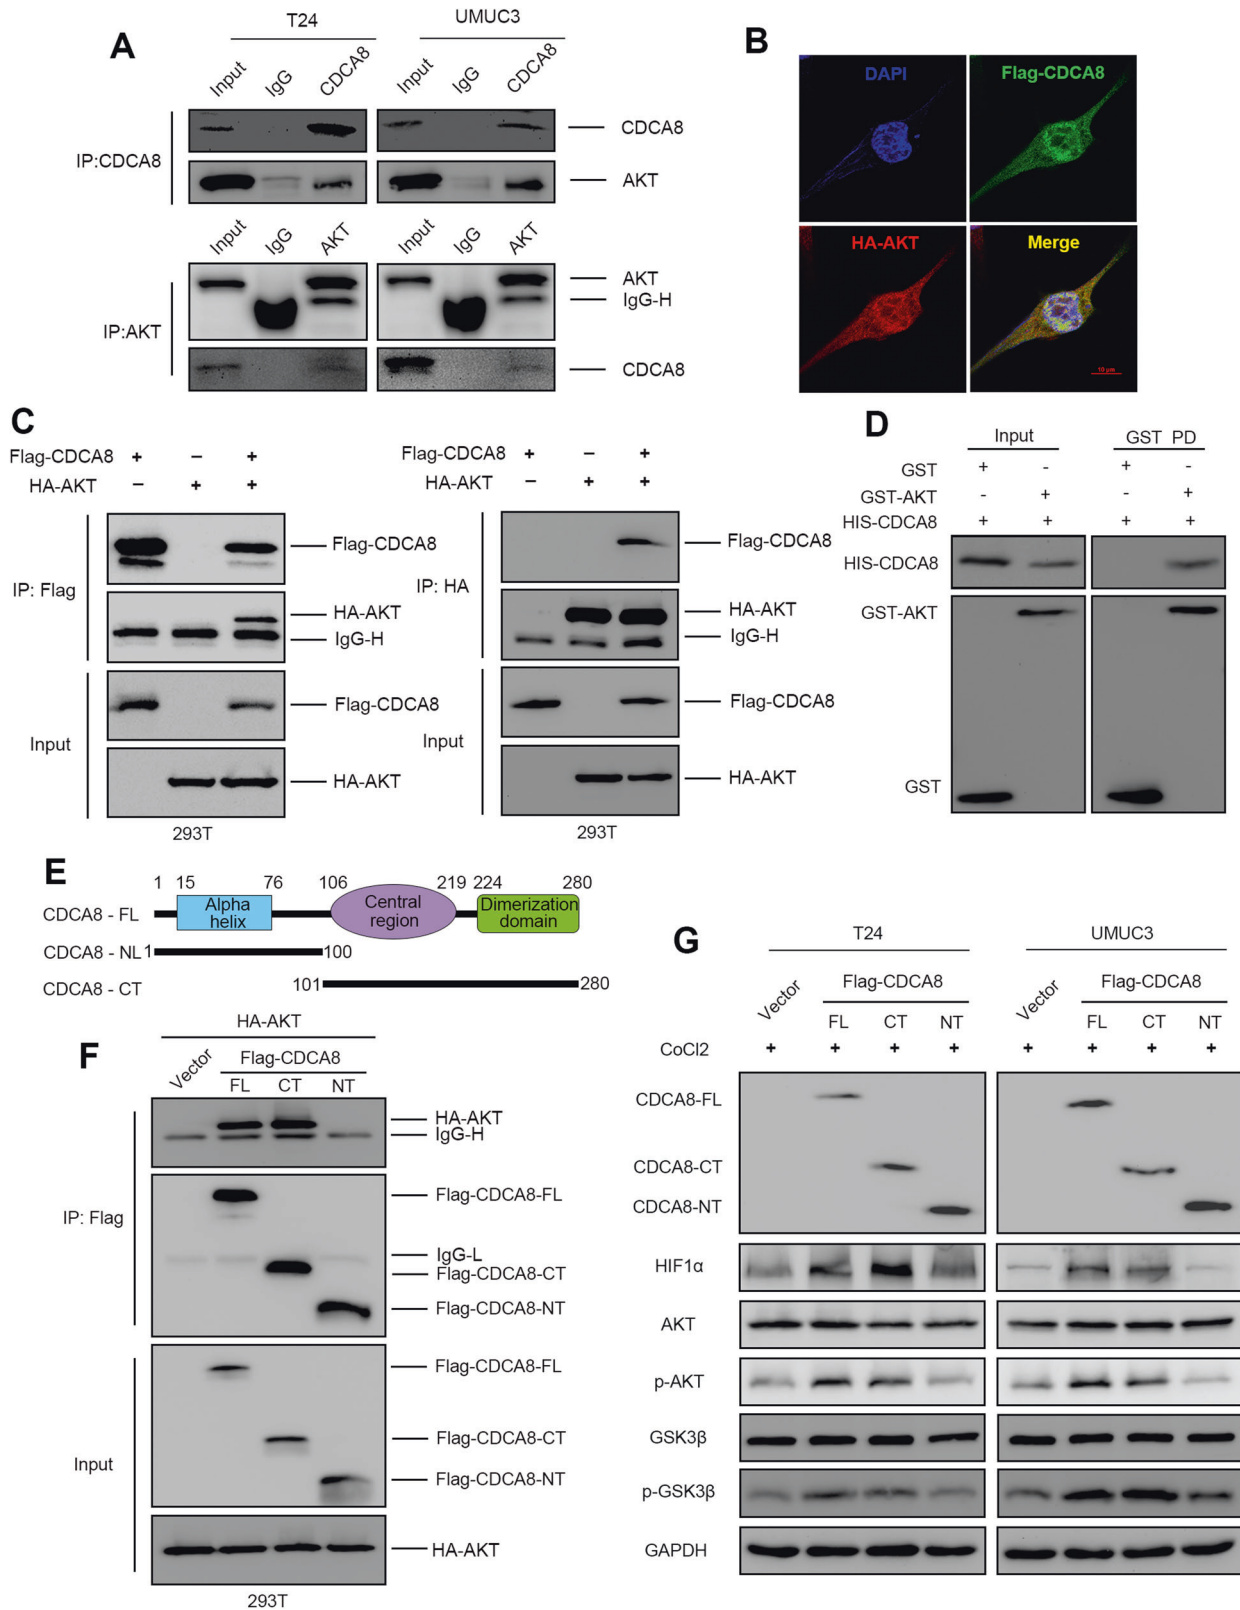 A
T24 UMUC3
Input IgG CDCA8 Input IgG CDCA8
IP:CDCA8
CDCA8
AKT
Input IgG AKT Input IgG AKT
IP:AKT
AKT
IgG-H
CDCA8
B
DAPI Flag-CDCA8
HA-AKT Merge
10 μm
C
Flag-CDCA8 + – +
HA-AKT – + +
IP: Flag
Flag-CDCA8
HA-AKT
IgG-H
Input
Flag-CDCA8
HA-AKT
293T
Flag-CDCA8 + – +
HA-AKT – + +
IP: HA
Flag-CDCA8
HA-AKT
IgG-H
Input
Flag-CDCA8
HA-AKT
293T
D
Input GST PD
GST + - + -
GST-AKT - + - +
HIS-CDCA8 + + + +
HIS-CDCA8
GST-AKT
GST
E
1 15 76 106 219 224 280
CDCA8 - FL Alpha helix Central region Dimerization domain
CDCA8 - NL 1 100
CDCA8 - CT 101 280
F
HA-AKT
Vector Flag-CDCA8
FL CT NT
IP: Flag
HA-AKT
IgG-H
Flag-CDCA8-FL
IgG-L
Flag-CDCA8-CT
Flag-CDCA8-NT
Input
Flag-CDCA8-FL
Flag-CDCA8-CT
Flag-CDCA8-NT
HA-AKT
293T
G
T24 UMUC3
Vector Flag-CDCA8 Vector Flag-CDCA8
FL CT NT FL CT NT
CoCl2 + + + + + + + +
CDCA8-FL
CDCA8-CT
CDCA8-NT
HIF1α
AKT
p-AKT
GSK3β
p-GSK3β
GAPDH